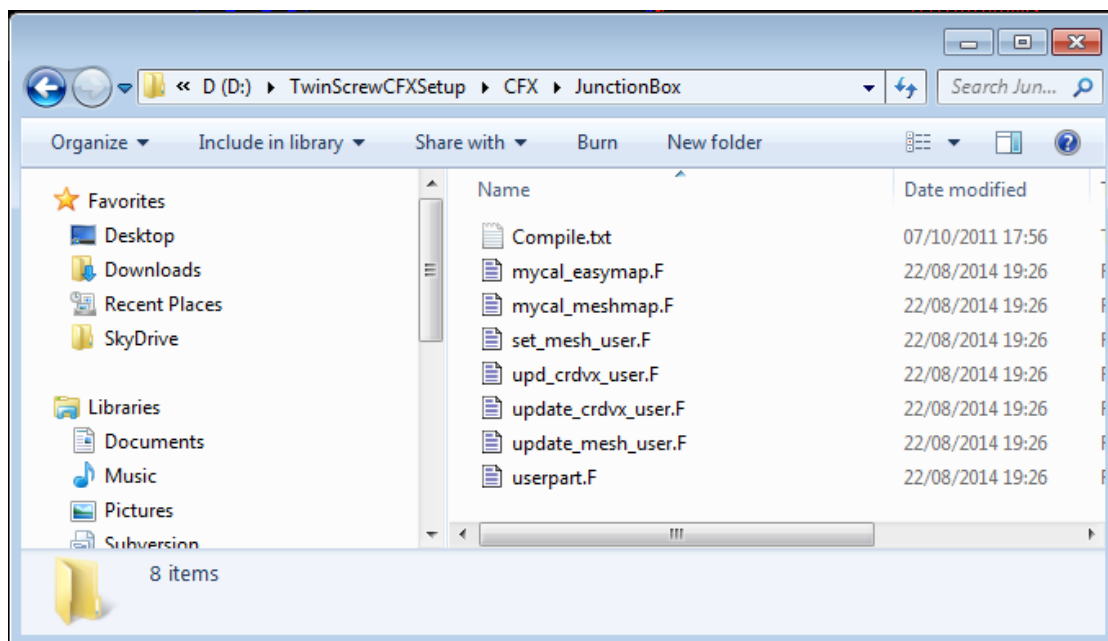 « D (D:) ▸ TwinScrewCFXSetup ▸ CFX ▸ JunctionBox Search Jun...
Organize Include in library Share with Burn New folder
Favorites
Desktop
Downloads
Recent Places
SkyDrive
Libraries
Documents
Music
Pictures
Subversion
Name Date modified
Compile.txt 07/10/2011 17:56
mycal_easymap.F 22/08/2014 19:26
mycal_meshmap.F 22/08/2014 19:26
set_mesh_user.F 22/08/2014 19:26
upd_crdvx_user.F 22/08/2014 19:26
update_crdvx_user.F 22/08/2014 19:26
update_mesh_user.F 22/08/2014 19:26
userpart.F 22/08/2014 19:26
8 items